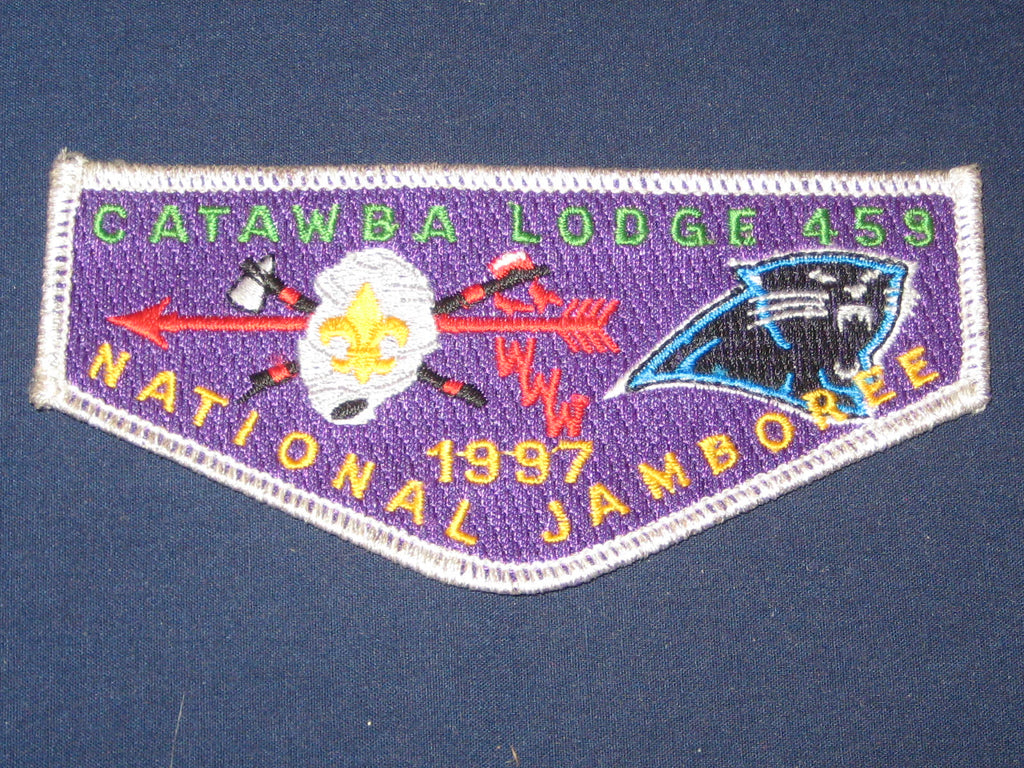 CATAWBA LODGE 459
WWW
1997
NATIONAL JAMBOREE